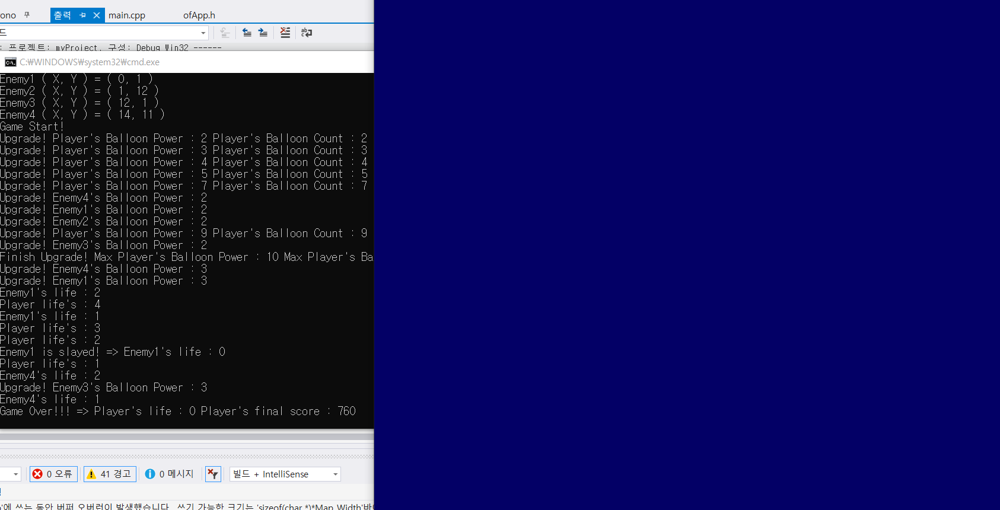 ono 출력 main.cpp ofApp.h
드
: 프로젝트: myProject, 구성: Debug Win32 ------
C:₩WINDOWS₩system32₩cmd.exe
Enemy1 ( X, Y ) = ( 0, 1 )
Enemy2 ( X, Y ) = ( 1, 12 )
Enemy3 ( X, Y ) = ( 12, 1 )
Enemy4 ( X, Y ) = ( 14, 11 )
Game Start!
Upgrade! Player's Balloon Power : 2 Player's Balloon Count : 2
Upgrade! Player's Balloon Power : 3 Player's Balloon Count : 3
Upgrade! Player's Balloon Power : 4 Player's Balloon Count : 4
Upgrade! Player's Balloon Power : 5 Player's Balloon Count : 5
Upgrade! Player's Balloon Power : 7 Player's Balloon Count : 7
Upgrade! Enemy4's Balloon Power : 2
Upgrade! Enemy1's Balloon Power : 2
Upgrade! Enemy2's Balloon Power : 2
Upgrade! Player's Balloon Power : 9 Player's Balloon Count : 9
Upgrade! Enemy3's Balloon Power : 2
Finish Upgrade! Max Player's Balloon Power : 10 Max Player's Ba
Upgrade! Enemy4's Balloon Power : 3
Upgrade! Enemy1's Balloon Power : 3
Enemy1's life : 2
Player life's : 4
Enemy1's life : 1
Player life's : 3
Player life's : 2
Enemy1 is slayed! => Enemy1's life : 0
Player life's : 1
Enemy4's life : 2
Upgrade! Enemy3's Balloon Power : 3
Enemy4's life : 1
Game Over!!! => Player's life : 0 Player's final score : 760
0 오류 41 경고 0 메시지 빌드 + IntelliSense
'에 쓰는 동안 버퍼 오버런이 발생했습니다. 쓰기 가능한 크기는 'sizeof(char *)*Map_Width'바이